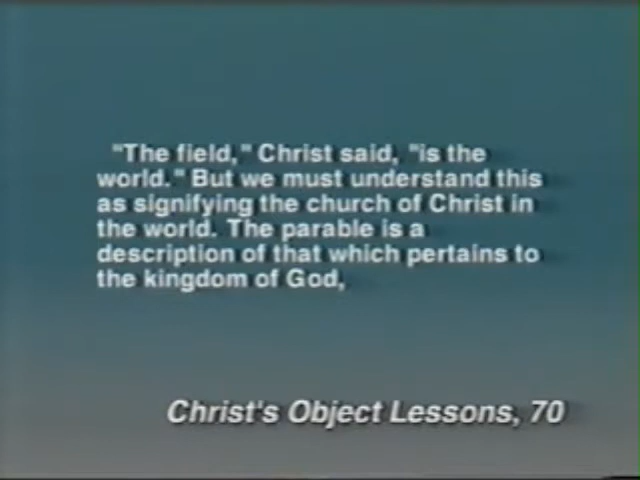 "The field," Christ said, "is the
world." But we must understand this
as signifying the church of Christ in
the world. The parable is a
description of that which pertains to
the kingdom of God,
Christ's Object Lessons, 70